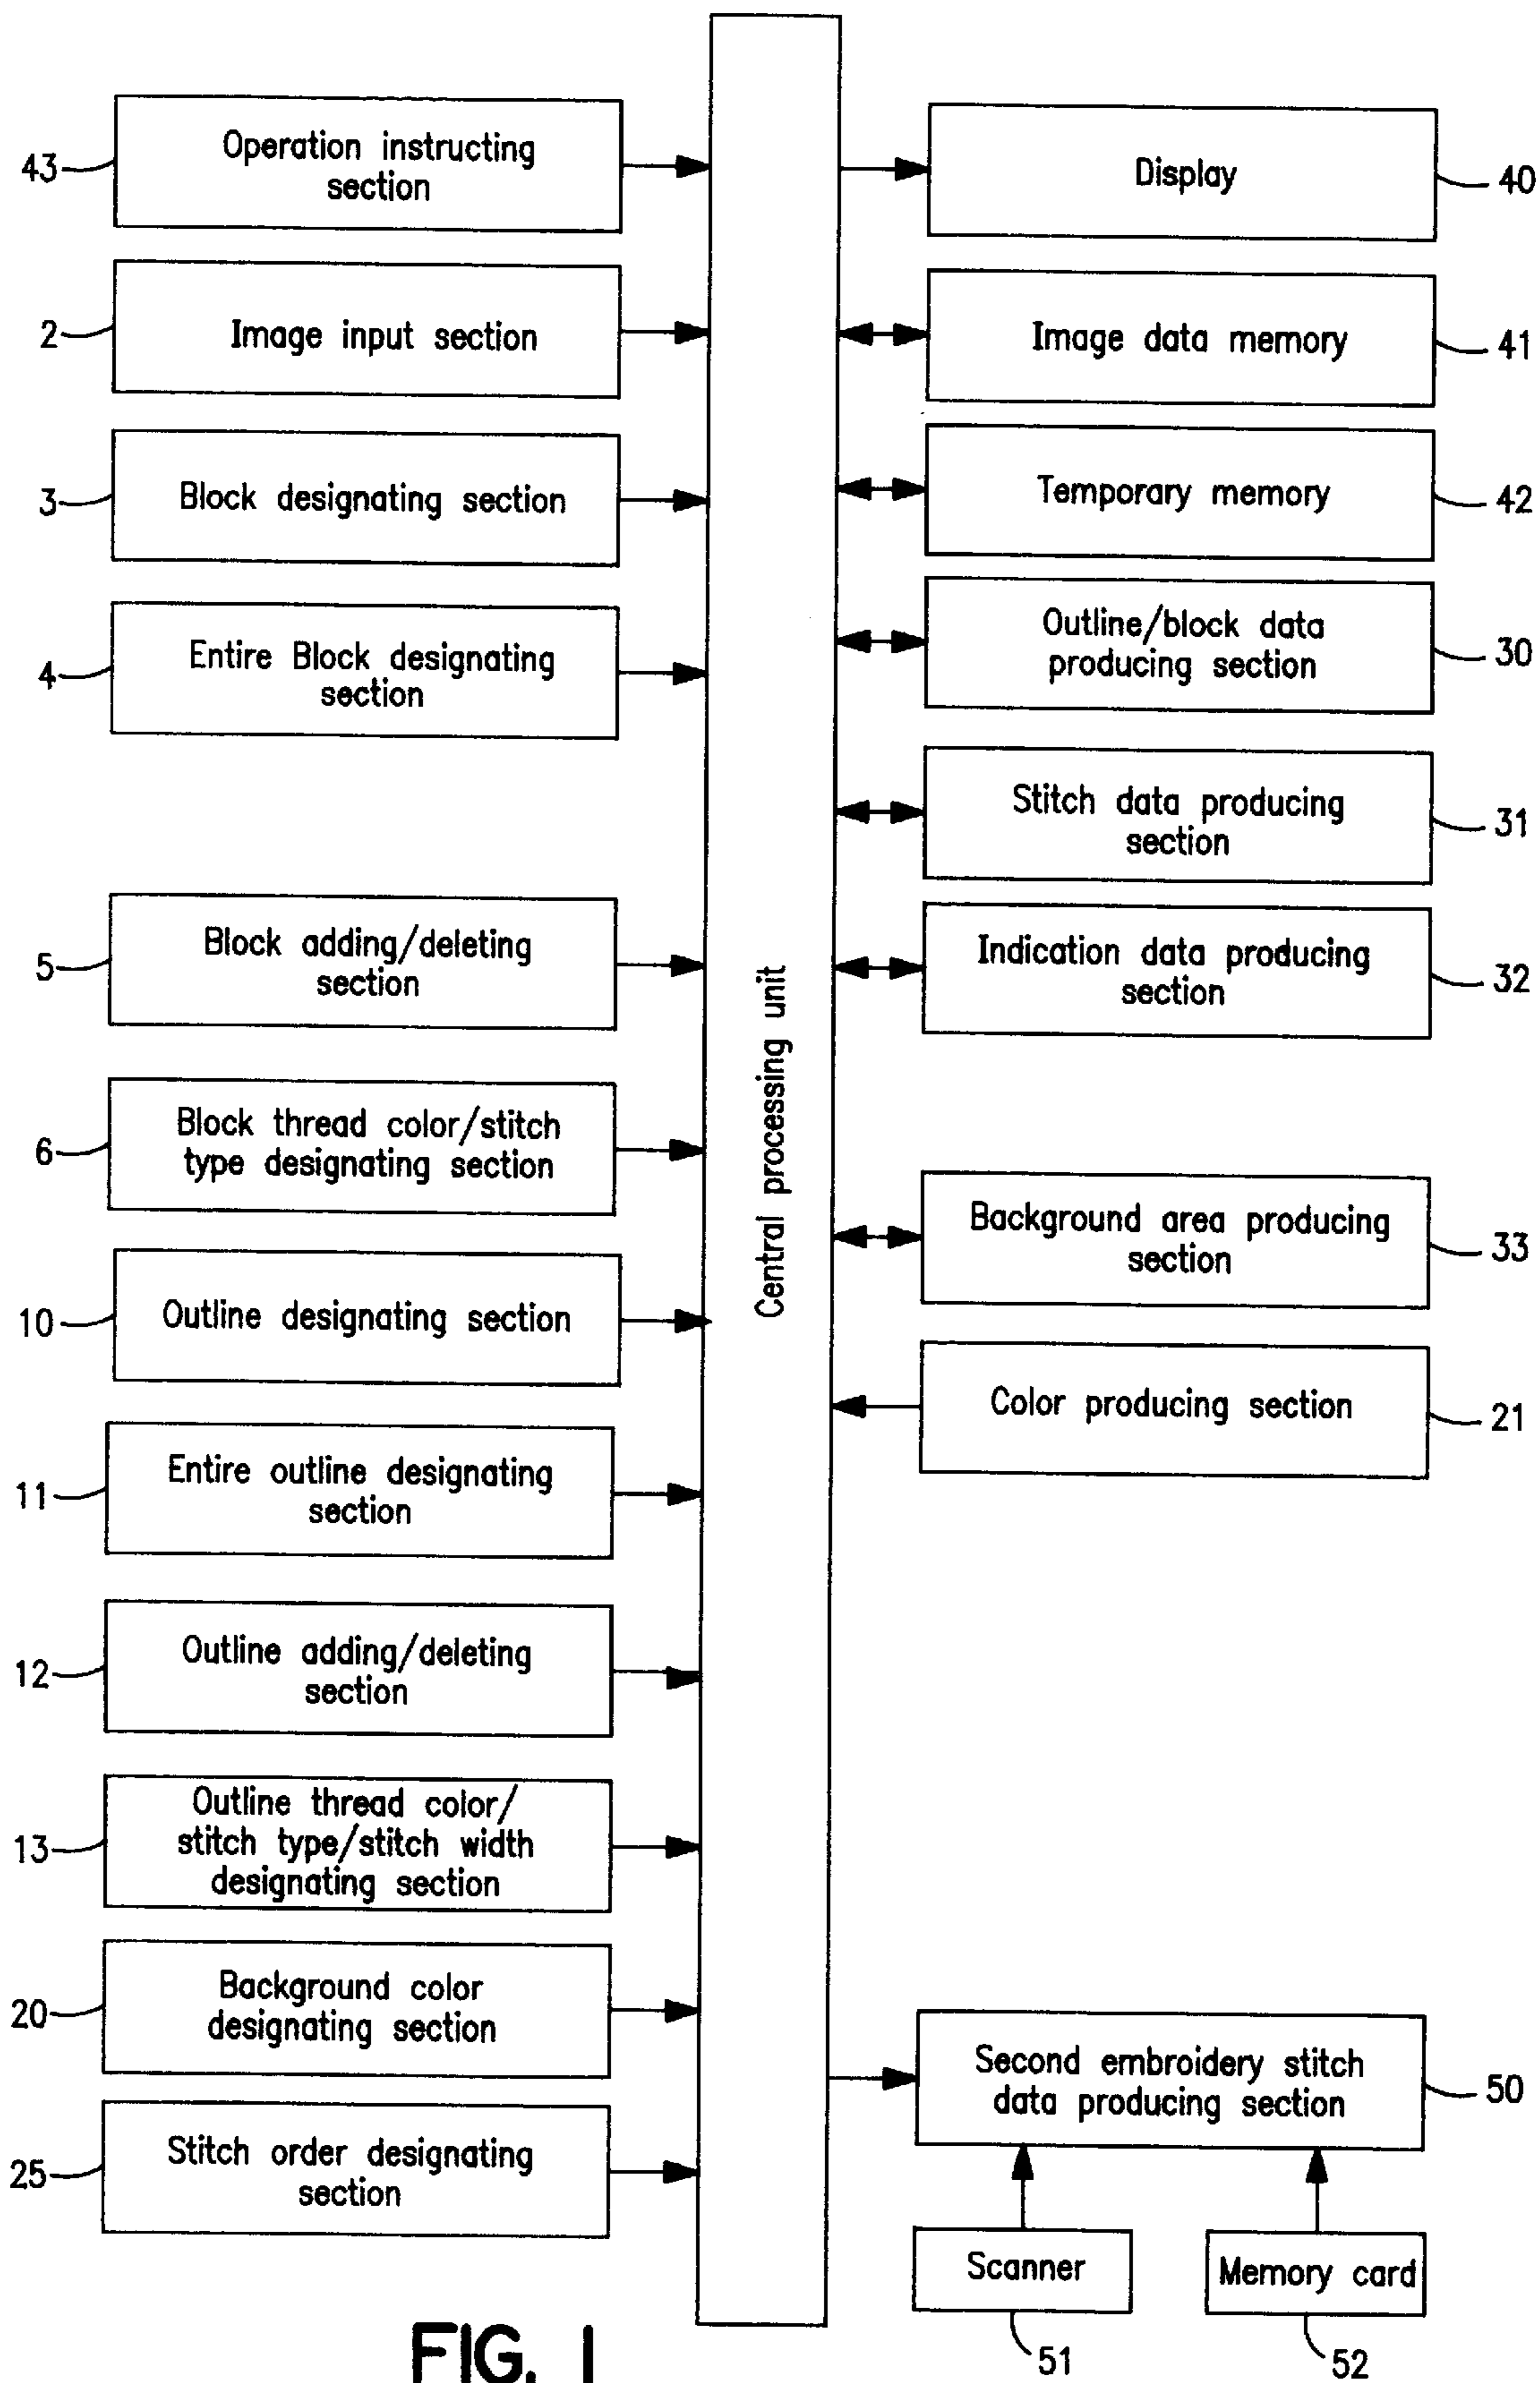 43
Operation instructing
section
2
Image input section
3
Block designating section
4
Entire Block designating
section
5
Block adding/deleting
section
6
Block thread color/stitch
type designating section
10
Outline designating section
11
Entire outline designating
section
12
Outline adding/deleting
section
13
Outline thread color/
stitch type/stitch width
designating section
20
Background color
designating section
25
Stitch order designating
section
Central processing unit
Display
40
Image data memory
41
Temporary memory
42
Outline/block data
producing section
30
Stitch data producing
section
31
Indication data producing
section
32
Background area producing
section
33
Color producing section
21
Second embroidery stitch
data producing section
50
Scanner
51
Memory card
52
FIG. 1